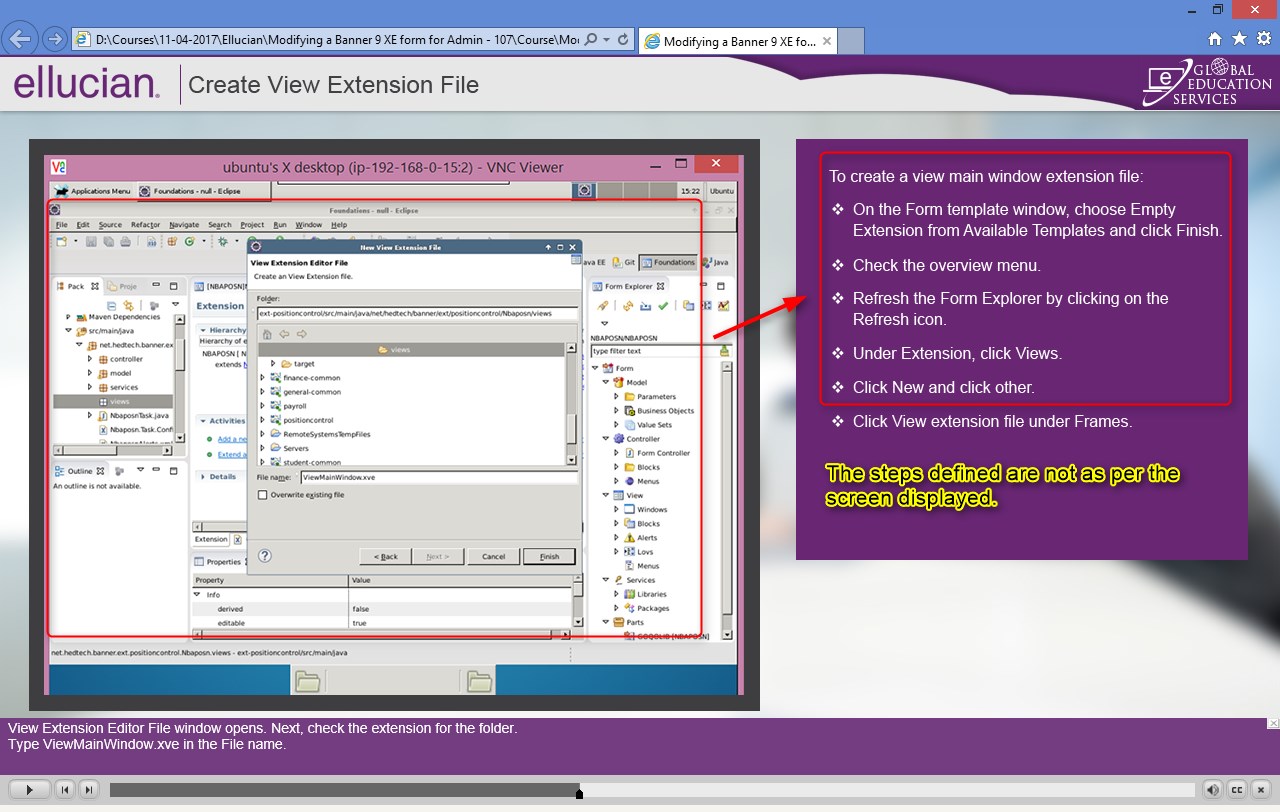 D:\Courses\11-04-2017\Ellucian\Modifying a Banner 9 XE form for Admin - 107\Course\Mo
Modifying a Banner 9 XE fo...
ellucian.
Create View Extension File
GLOBAL
EDUCATION
SERVICES
ubuntu's X desktop (ip-192-168-0-15:2) - VNC Viewer
Applications Menu
Foundations - null - Eclipse
15:22
Ubuntu
Foundations - null - Eclipse
File Edit Source Refactor Navigate Search Project Run Window Help
New View Extension File
View Extension Editor File
Create an View Extension file.
Folder:
ext-positioncontrol/src/main/java/net/hedtech/banner/ext/positioncontrol/Nbaposn/views
views
target
finance-common
general-common
payroll
positioncontrol
RemoteSystemsTempFiles
Servers
student-common
File name:
ViewMainWindow.xve
Overwrite existing file
< Back
Next >
Cancel
Finish
Pack
Proje
Maven Dependencies
src/main/java
net.hedtech.banner.ex
controller
model
services
views
NbaposnTask.java
Nbaposn Task.Confi
Outline
An outline is not available.
[NBAPOSN]
Extension
Hierarchy
Hierarchy of e
NBAPOSN [ N
extends
Activities
Add a ne
Extend a
Details
Extension
Properties
Property
Value
Info
derived
false
editable
true
ava EE
Git
Foundations
Java
Form Explorer
NBAPOSN/NBAPOSN
type filter text
Form
Model
Parameters
Business Objects
Value Sets
Controller
Form Controller
Blocks
Menus
View
Windows
Blocks
Alerts
Lovs
Menus
Services
Libraries
Packages
Parts
GOQOLIB [NBAPOSN]
net.hedtech.banner.ext.positioncontrol.Nbaposn.views - ext-positioncontrol/src/main/java
To create a view main window extension file:
On the Form template window, choose Empty
Extension from Available Templates and click Finish.
Check the overview menu.
Refresh the Form Explorer by clicking on the
Refresh icon.
Under Extension, click Views.
Click New and click other.
Click View extension file under Frames.
The steps defined are not as per the
screen displayed.
View Extension Editor File window opens. Next, check the extension for the folder.
Type ViewMainWindow.xve in the File name.
CC